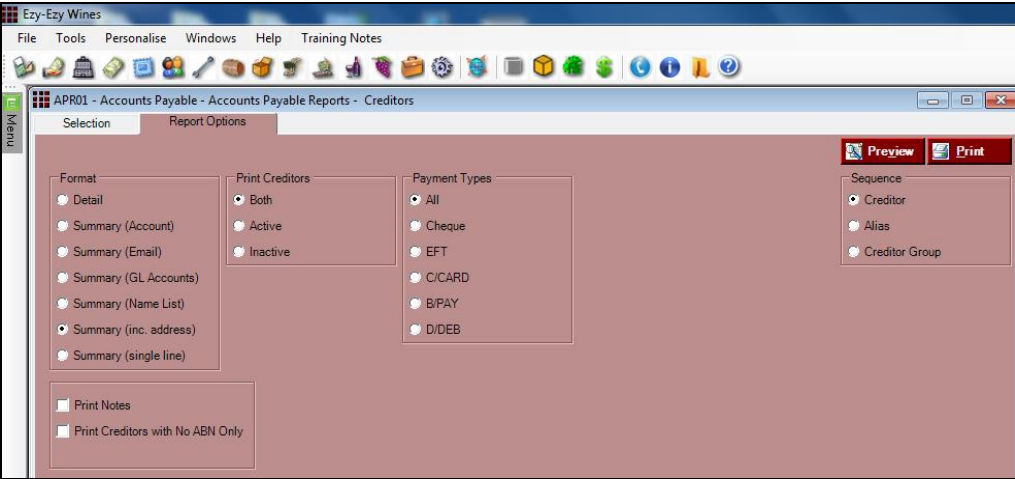 Ezy-Ezy Wines
File Tools Personalise Windows Help Training Notes
Menu
APR01 - Accounts Payable - Accounts Payable Reports - Creditors
Selection Report Options
Preview Print
Format
Detail
Summary (Account)
Summary (Email)
Summary (GL Accounts)
Summary (Name List)
Summary (inc. address)
Summary (single line)
Print Creditors
Both
Active
Inactive
Payment Types
All
Cheque
EFT
C/CARD
B/PAY
D/DEB
Sequence
Creditor
Alias
Creditor Group
Print Notes
Print Creditors with No ABN Only